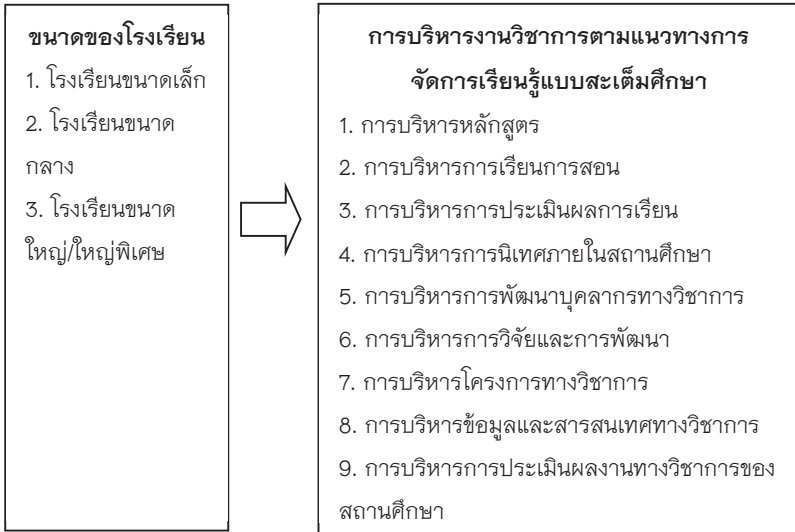 ขนาดของโรงเรียน
1. โรงเรียนขนาดเล็ก
2. โรงเรียนขนาด
กลาง
3. โรงเรียนขนาด
ใหญ่/ใหญ่พิเศษ
การบริหารงานวิชาการตามแนวทางการ
จัดการเรียนรู้แบบสะเต็มศึกษา
1. การบริหารหลักสูตร
2. การบริหารการเรียนการสอน
3. การบริหารการประเมินผลการเรียน
4. การบริหารการนิเทศภายในสถานศึกษา
5. การบริหารการพัฒนาบุคลากรทางวิชาการ
6. การบริหารการวิจัยและการพัฒนา
7. การบริหารโครงการทางวิชาการ
8. การบริหารข้อมูลและสารสนเทศทางวิชาการ
9. การบริหารการประเมินผลงานทางวิชาการของ
สถานศึกษา